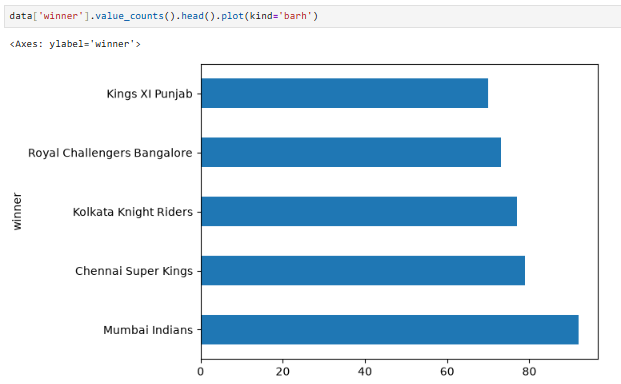 data['winner'].value_counts().head().plot(kind='barh')
<Axes: ylabel='winner'>
Kings XI Punjab
Royal Challengers Bangalore
Kolkata Knight Riders
Chennai Super Kings
Mumbai Indians
winner
0 20 40 60 80